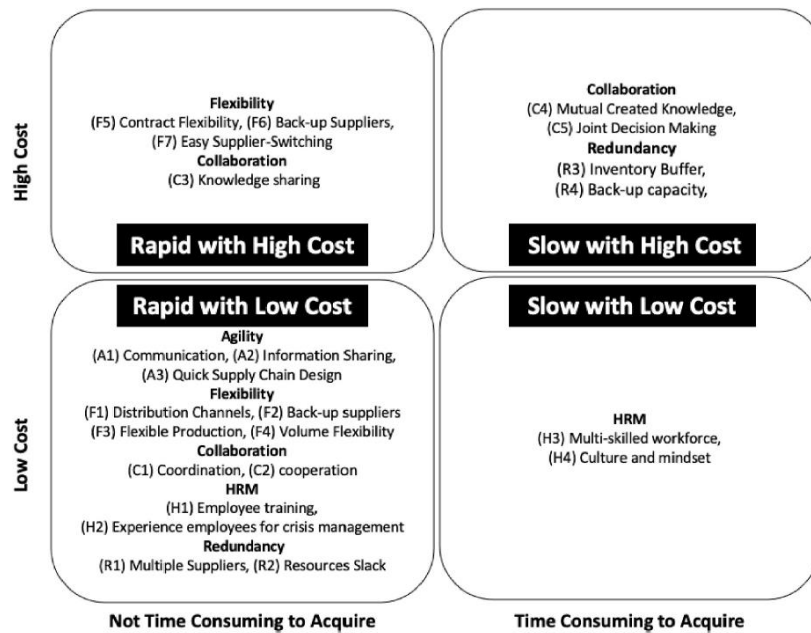 High Cost
Flexibility
(F5) Contract Flexibility, (F6) Back-up Suppliers,
(F7) Easy Supplier-Switching
Collaboration
(C3) Knowledge sharing
Rapid with High Cost
Collaboration
(C4) Mutual Created Knowledge,
(C5) Joint Decision Making
Redundancy
(R3) Inventory Buffer,
(R4) Back-up capacity,
Slow with High Cost
Low Cost
Rapid with Low Cost
Agility
(A1) Communication, (A2) Information Sharing,
(A3) Quick Supply Chain Design
Flexibility
(F1) Distribution Channels, (F2) Back-up suppliers
(F3) Flexible Production, (F4) Volume Flexibility
Collaboration
(C1) Coordination, (C2) cooperation
HRM
(H1) Employee training,
(H2) Experience employees for crisis management
Redundancy
(R1) Multiple Suppliers, (R2) Resources Slack
Slow with Low Cost
HRM
(H3) Multi-skilled workforce,
(H4) Culture and mindset
Not Time Consuming to Acquire
Time Consuming to Acquire